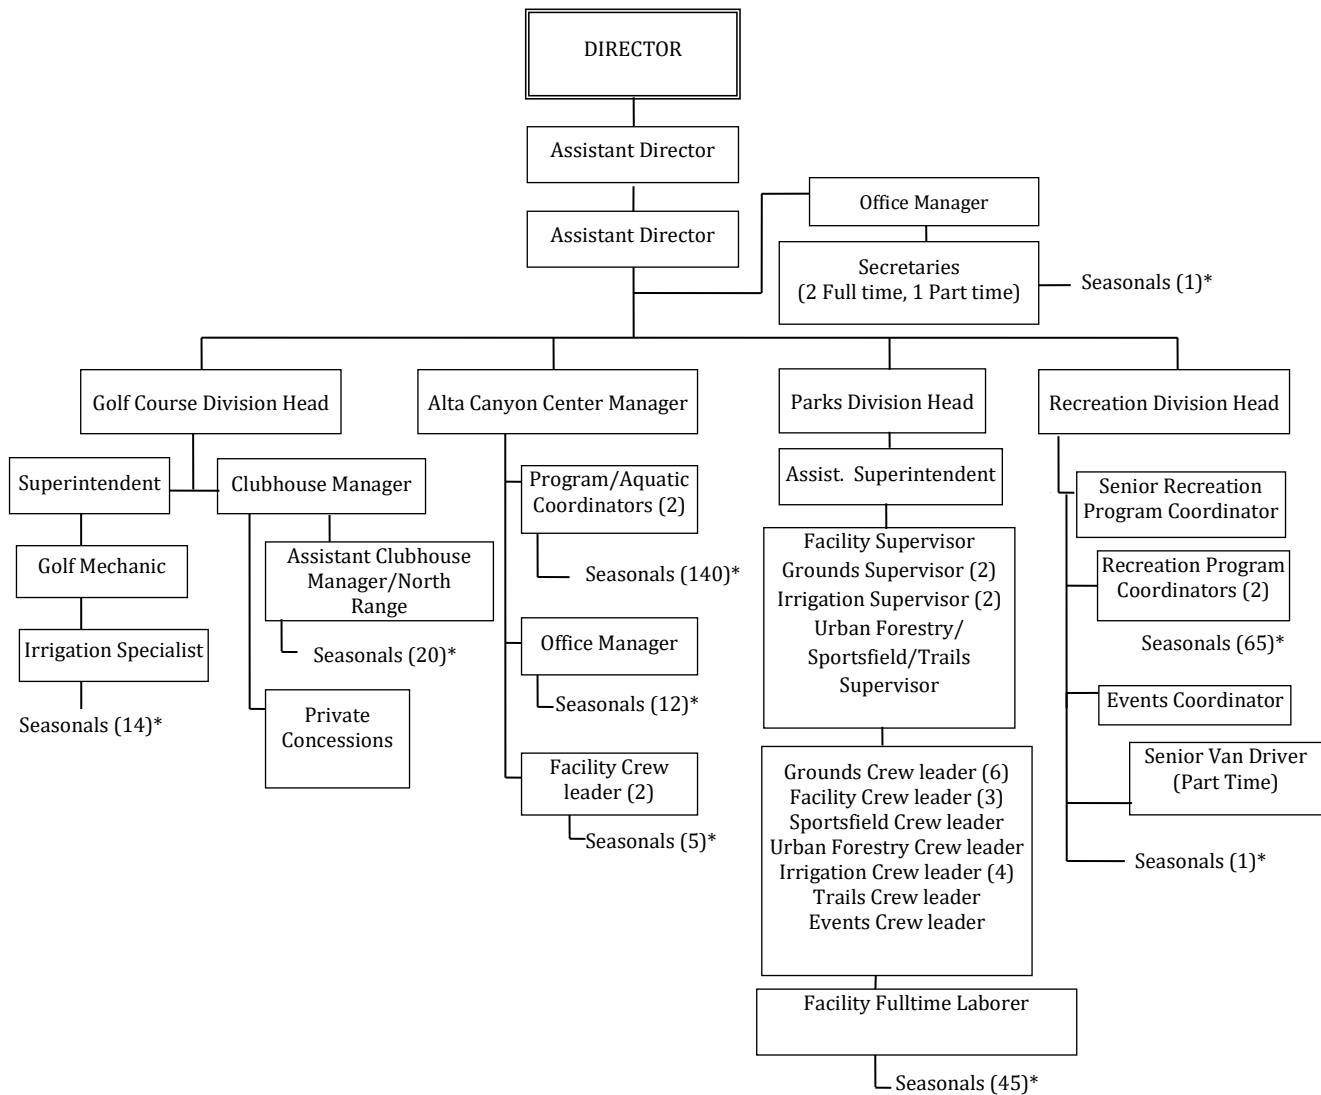 DIRECTOR
Assistant Director
Assistant Director
Office Manager
Secretaries
(2 Full time, 1 Part time)
Seasonals (1)*
Golf Course Division Head
Alta Canyon Center Manager
Parks Division Head
Recreation Division Head
Superintendent
Clubhouse Manager
Golf Mechanic
Assistant Clubhouse
Manager/North
Range
Irrigation Specialist
Seasonals (20)*
Seasonals (14)*
Private
Concessions
Program/Aquatic
Coordinators (2)
Seasonals (140)*
Office Manager
Seasonals (12)*
Facility Crew
leader (2)
Seasonals (5)*
Assist. Superintendent
Facility Supervisor
Grounds Supervisor (2)
Irrigation Supervisor (2)
Urban Forestry/
Sportsfield/Trails
Supervisor
Grounds Crew leader (6)
Facility Crew leader (3)
Sportsfield Crew leader
Urban Forestry Crew leader
Irrigation Crew leader (4)
Trails Crew leader
Events Crew leader
Facility Fulltime Laborer
Seasonals (45)*
Senior Recreation
Program Coordinator
Recreation Program
Coordinators (2)
Seasonals (65)*
Events Coordinator
Senior Van Driver
(Part Time)
Seasonals (1)*